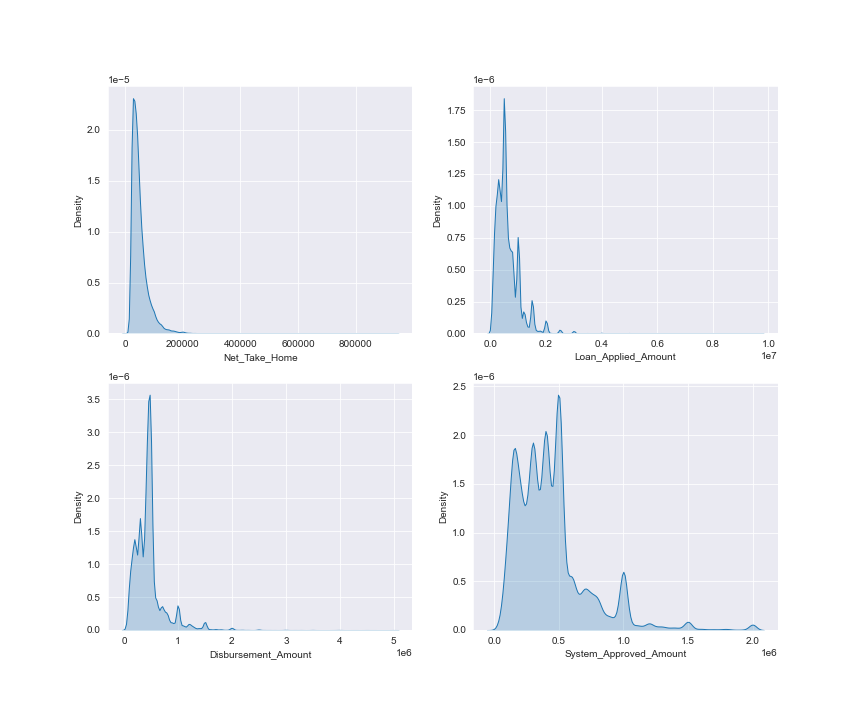 1e−5
2.0
1.5
1.0
0.5
0.0
Density
0 200000 400000 600000 800000
Net_Take_Home
1e−6
1.75
1.50
1.25
1.00
0.75
0.50
0.25
0.00
Density
0.0 0.2 0.4 0.6 0.8 1.0
1e7
Loan_Applied_Amount
1e−6
3.5
3.0
2.5
2.0
1.5
1.0
0.5
0.0
Density
0 1 2 3 4 5
1e6
Disbursement_Amount
1e−6
2.5
2.0
1.5
1.0
0.5
0.0
Density
0.0 0.5 1.0 1.5 2.0
1e6
System_Approved_Amount